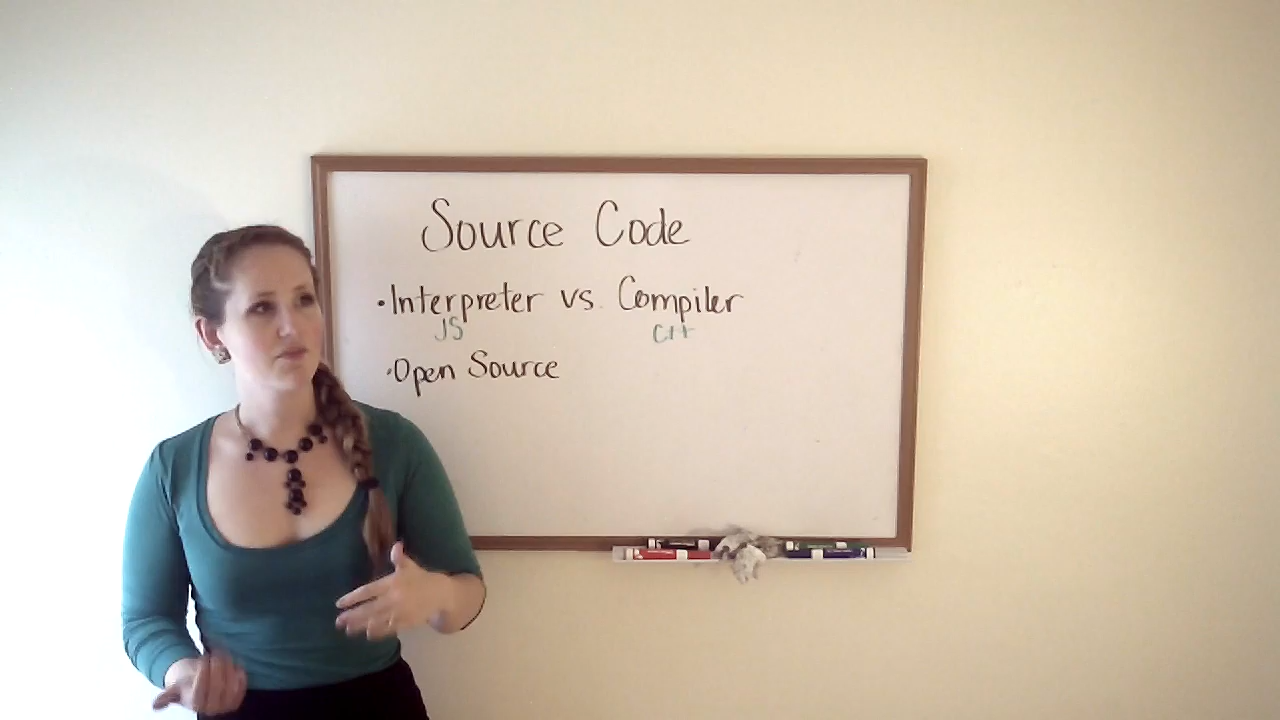 Source Code
• Interpreter vs. Compiler
JS C++
• Open Source